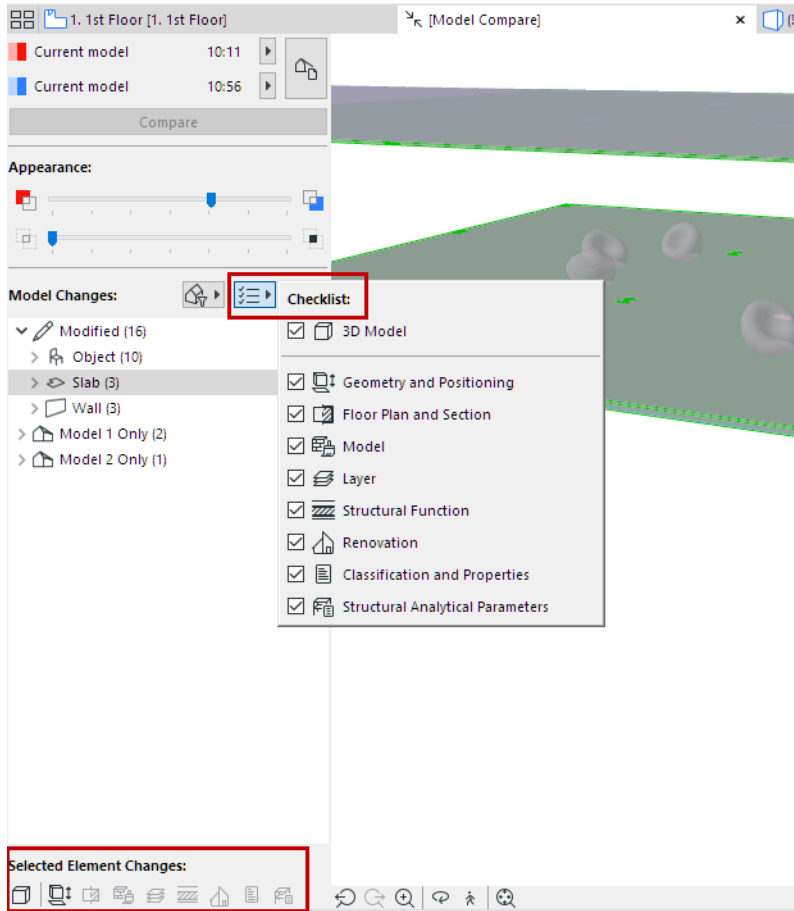 1. 1st Floor [1. 1st Floor]
[Model Compare]
Current model 10:11
Current model 10:56
Compare
Appearance:
Model Changes:
Checklist:
3D Model
Modified (16)
Object (10)
Slab (3)
Wall (3)
Model 1 Only (2)
Model 2 Only (1)
Geometry and Positioning
Floor Plan and Section
Model
Layer
Structural Function
Renovation
Classification and Properties
Structural Analytical Parameters
Selected Element Changes: